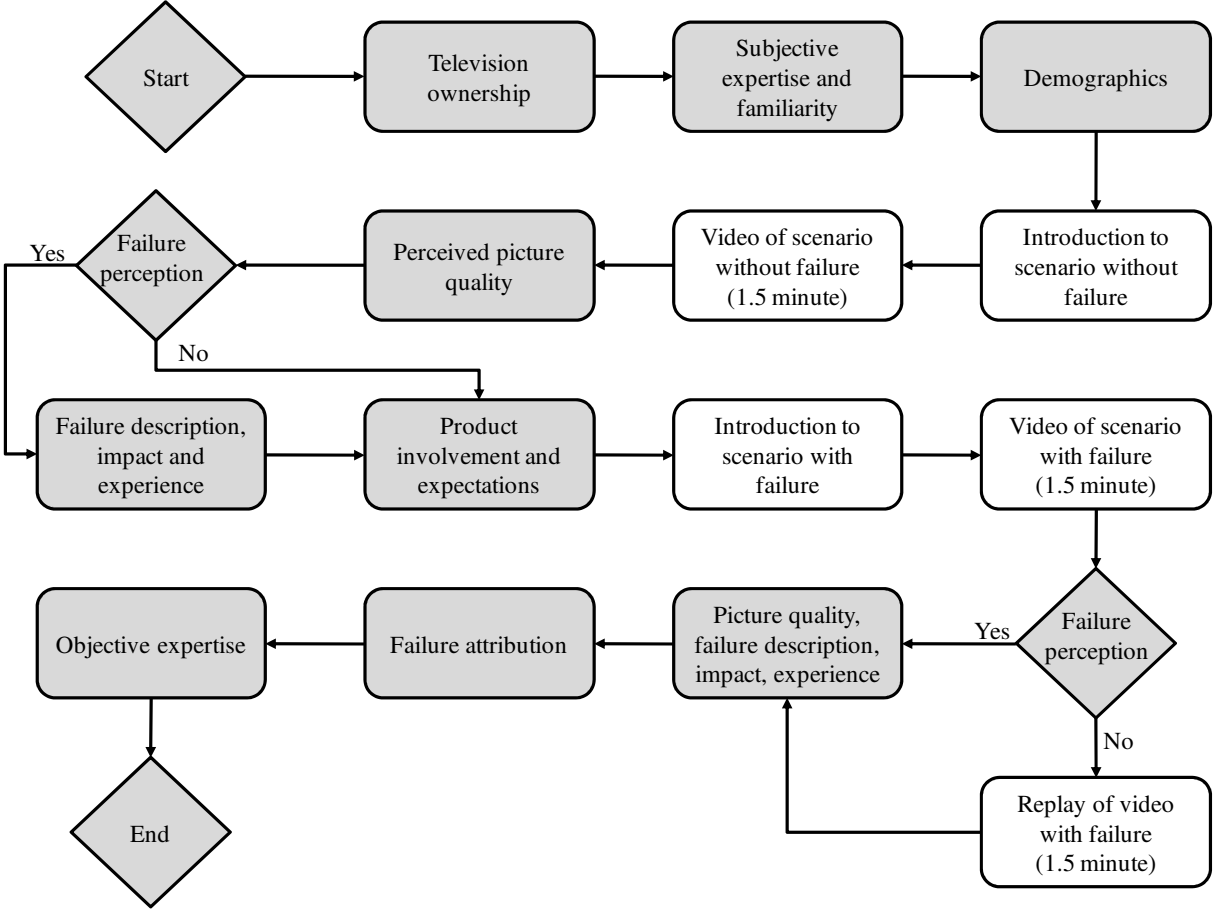 Start
Television
ownership
Subjective
expertise and
familiarity
Demographics
Yes
Failure
perception
Perceived picture
quality
Video of scenario
without failure
(1.5 minute)
Introduction to
scenario without
failure
No
Failure description,
impact and
experience
Product
involvement and
expectations
Introduction to
scenario with
failure
Video of scenario
with failure
(1.5 minute)
Objective expertise
Failure attribution
Picture quality,
failure description,
impact, experience
Yes
Failure
perception
No
End
Replay of video
with failure
(1.5 minute)